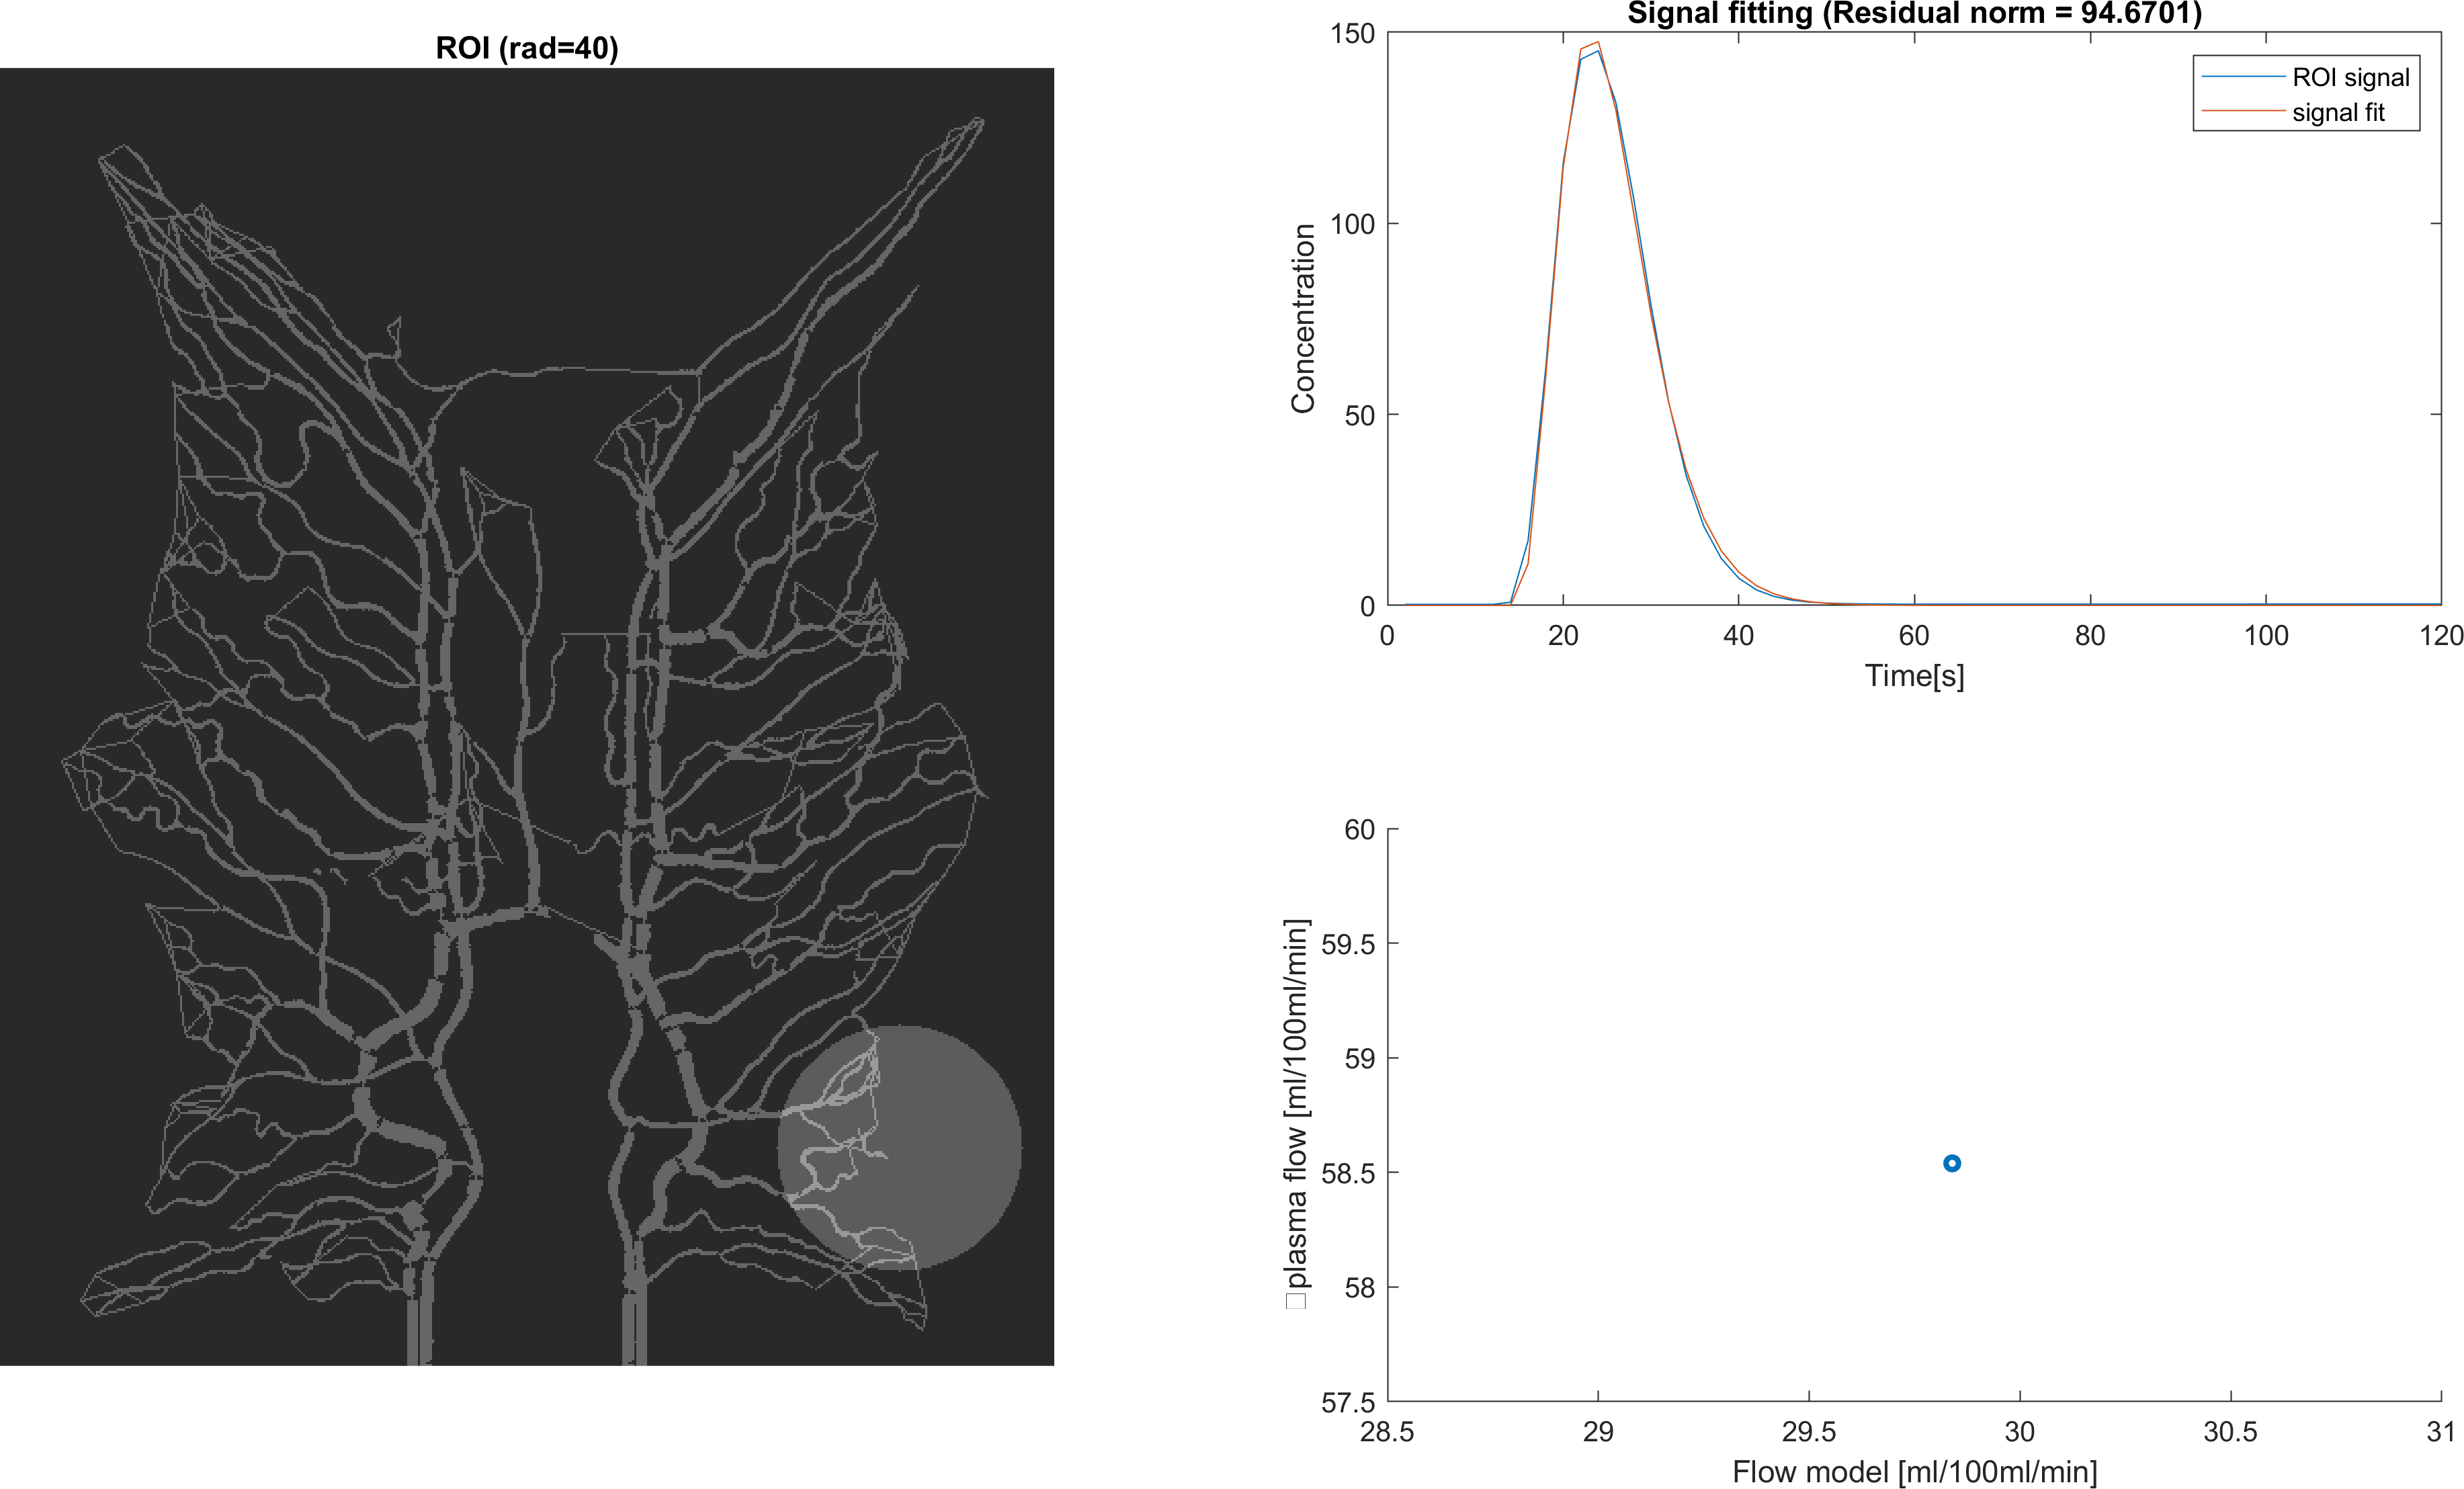 ROI (rad=40)
Signal fitting (Residual norm = 94.6701)
Concentration
150
100
50
0
0 20 40 60 80 100 120
Time[s]
ROI signal
signal fit
□ plasma flow [ml/100ml/min]
60
59.5
59
58.5
58
57.5
28.5 29 29.5 30 30.5 31
Flow model [ml/100ml/min]